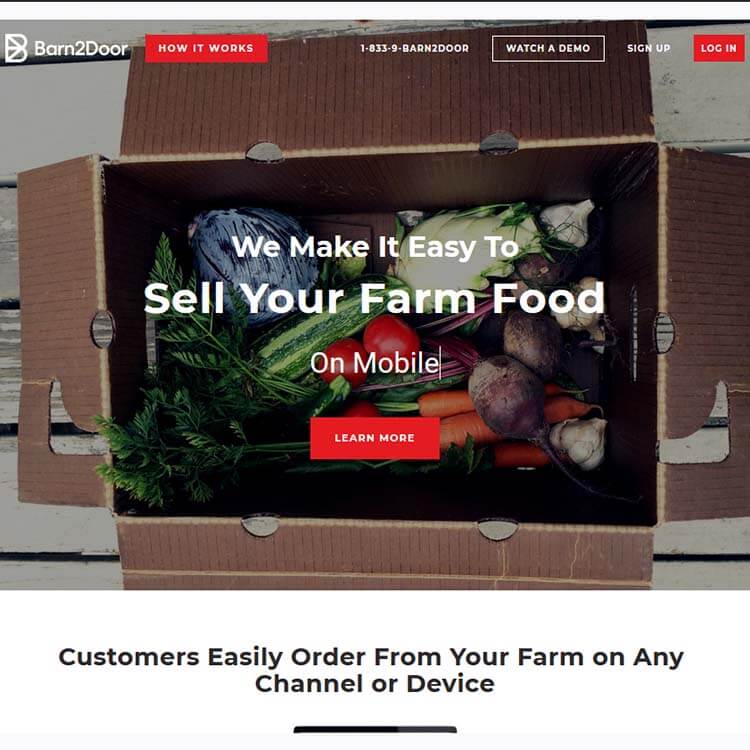 Barn2Door
HOW IT WORKS
1-833-9-BARN2DOOR
WATCH A DEMO
SIGN UP
LOG IN
We Make It Easy To
Sell Your Farm Food
On Mobile
LEARN MORE
Customers Easily Order From Your Farm on Any
Channel or Device